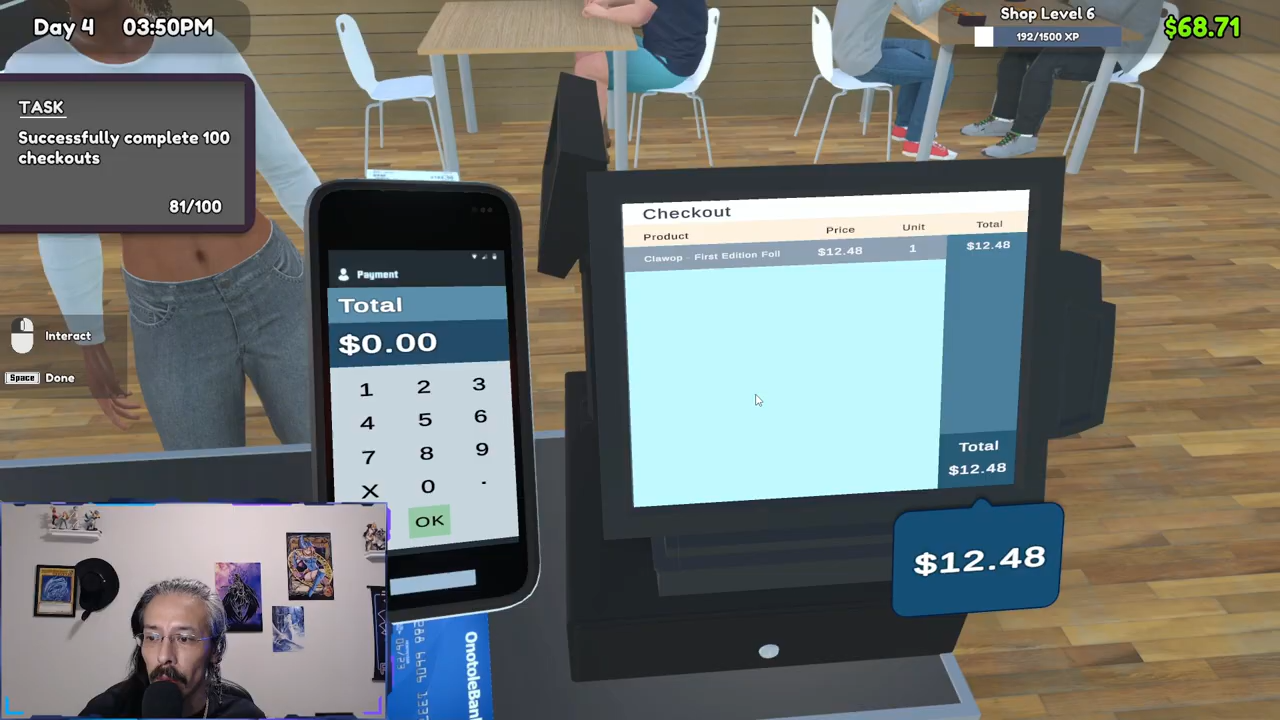 Day 4 03:50PM
Shop Level 6
192/1500 XP
$68.71
TASK
Successfully complete 100
checkouts
81/100
Interact
Space Done
Payment
Total
$0.00
1 2 3
4 5 6
7 8 9
X 0 .
OK
Checkout
Product Price Unit Total
Clawop - First Edition Foil $12.48 1 $12.48
Total
$12.48
$12.48
OnotoleBank